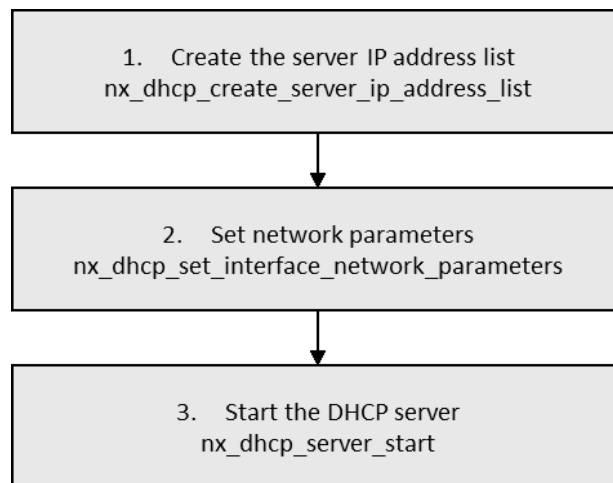 1. Create the server IP address list
nx_dhcp_create_server_ip_address_list
2. Set network parameters
nx_dhcp_set_interface_network_parameters
3. Start the DHCP server
nx_dhcp_server_start